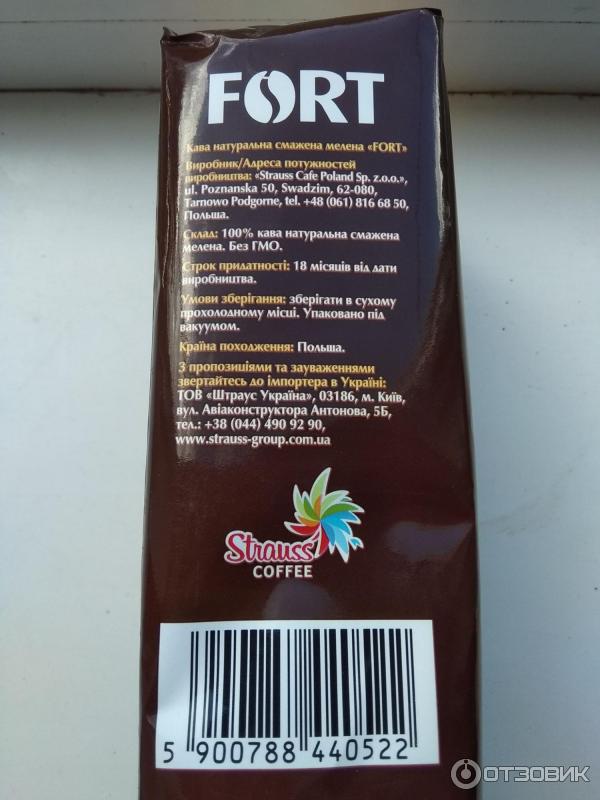 FORT
Кава натуральна смажена мелена «FORT»
Виробник/Адреса потужностей
виробництва: «Strauss Cafe Poland Sp. z.o.o.»,
ul. Poznanska 50, Swadzim, 62-080,
Tarnowo Podgorne, tel. +48 (061) 816 68 50,
Польша.
Склад: 100% кава натуральна смажена
мелена. Без ГМО.
Строк придатності: 18 місяців від дати
виробництва.
Умови зберігання: зберігати в сухому
прохолодному місці. Упаковано під
вакуумом.
Країна походження: Польша.
З пропозиціями та зауваженнями
звертайтесь до імпортера в Україні:
ТОВ «Штраус Україна», 03186, м. Київ,
вул. Авіаконструктора Антонова, 5Б,
тел.: +38 (044) 490 92 90,
www.strauss-group.com.ua
Strauss
COFFEE
5 900788 440522
ОТЗОВИК